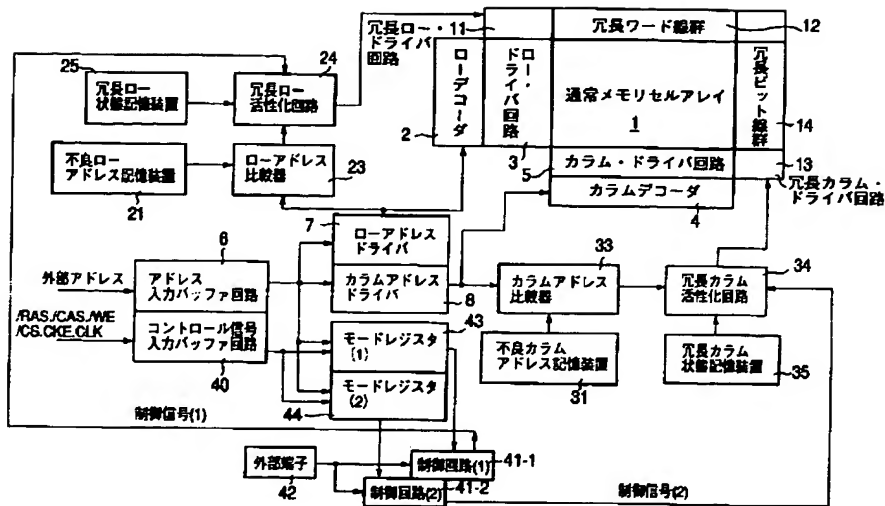 冗長ロー・
ドライバ
回路
11
冗長ワード線群
12
25
冗長ロー
状態記憶装置
24
冗長ロー
活性化回路
ローデコーダ
2
ロー・
ドライバ回路
3
通常メモリセルアレイ
1
冗長ビット線群
14
不良ロー
アドレス記憶装置
21
ローアドレス
比較器
23
カラム・ドライバ回路
5
13
冗長カラム・
ドライバ回路
カラムデコーダ
4
7
ローアドレス
ドライバ
6
外部アドレス
アドレス
入力バッファ回路
カラムアドレス
ドライバ
8
33
カラムアドレス
比較器
34
冗長カラム
活性化回路
/RAS,/CAS,/WE
/CS,CKE,CLK
コントロール信号
入力バッファ回路
40
43
モードレジスタ
(1)
モードレジスタ
(2)
44
不良カラム
アドレス記憶装置
31
冗長カラム
状態記憶装置
35
制御信号(1)
外部端子
42
制御回路(1)
41-1
制御回路(2)
41-2
制御信号(2)